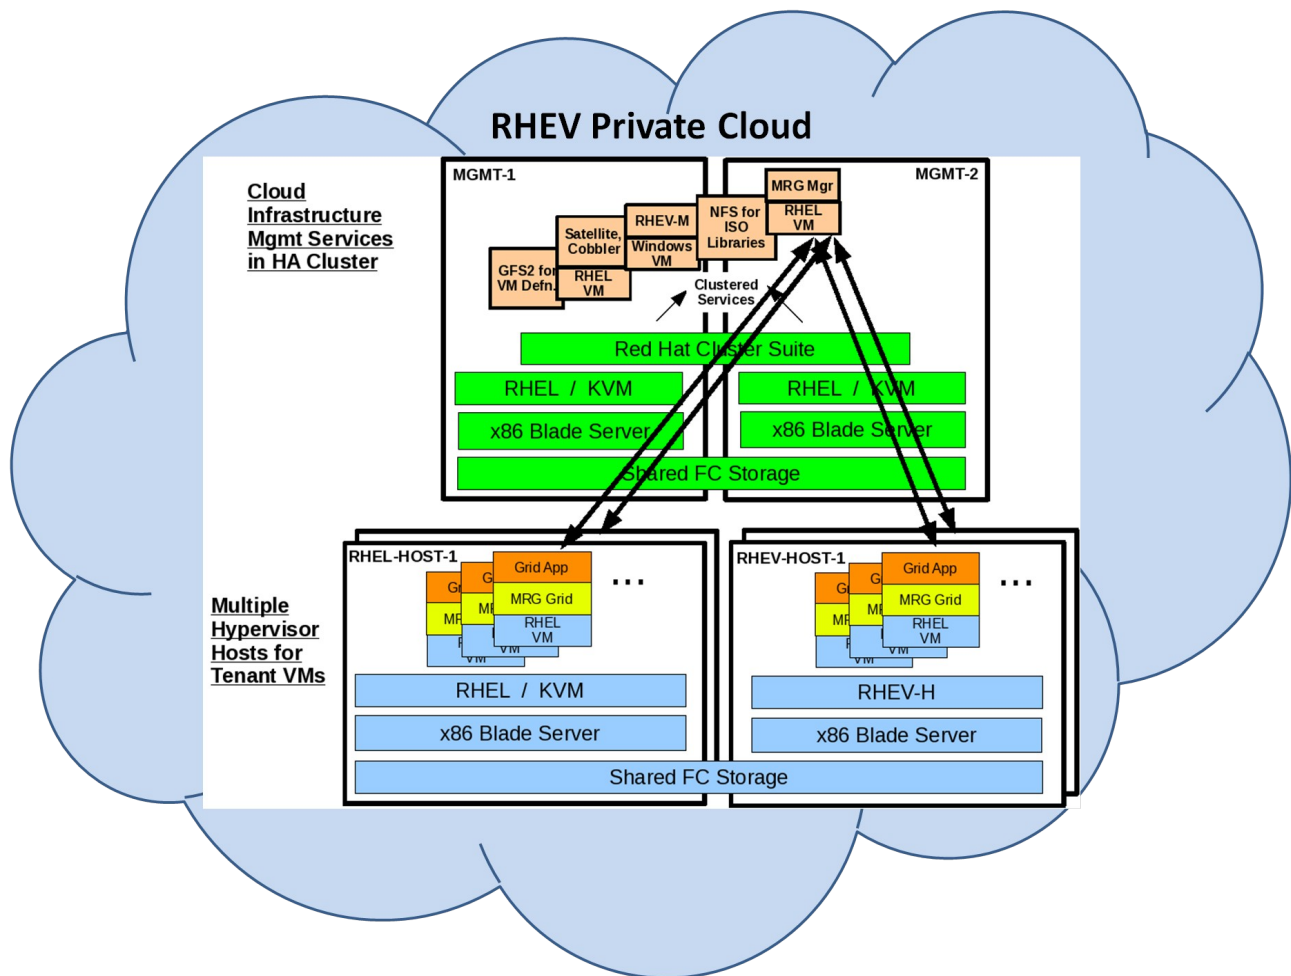 RHEV Private Cloud
Cloud
Infrastructure
Mgmt Services
in HA Cluster
MGMT-1
MGMT-2
GFS2 for
VM Defn.
Satellite,
Cobbler
RHEL
VM
RHEV-M
Windows
VM
NFS for
ISO
Libraries
MRG Mgr
RHEL
VM
Clustered
Services
Red Hat Cluster Suite
RHEL / KVM
RHEL / KVM
x86 Blade Server
x86 Blade Server
Shared FC Storage
Multiple
Hypervisor
Hosts for
Tenant VMs
RHEL-HOST-1
Grid App
MRG Grid
RHEL
VM
VM
VM
...
RHEL / KVM
x86 Blade Server
RHEV-HOST-1
Grid App
MRG Grid
RHEL
VM
VM
VM
...
RHEV-H
x86 Blade Server
Shared FC Storage